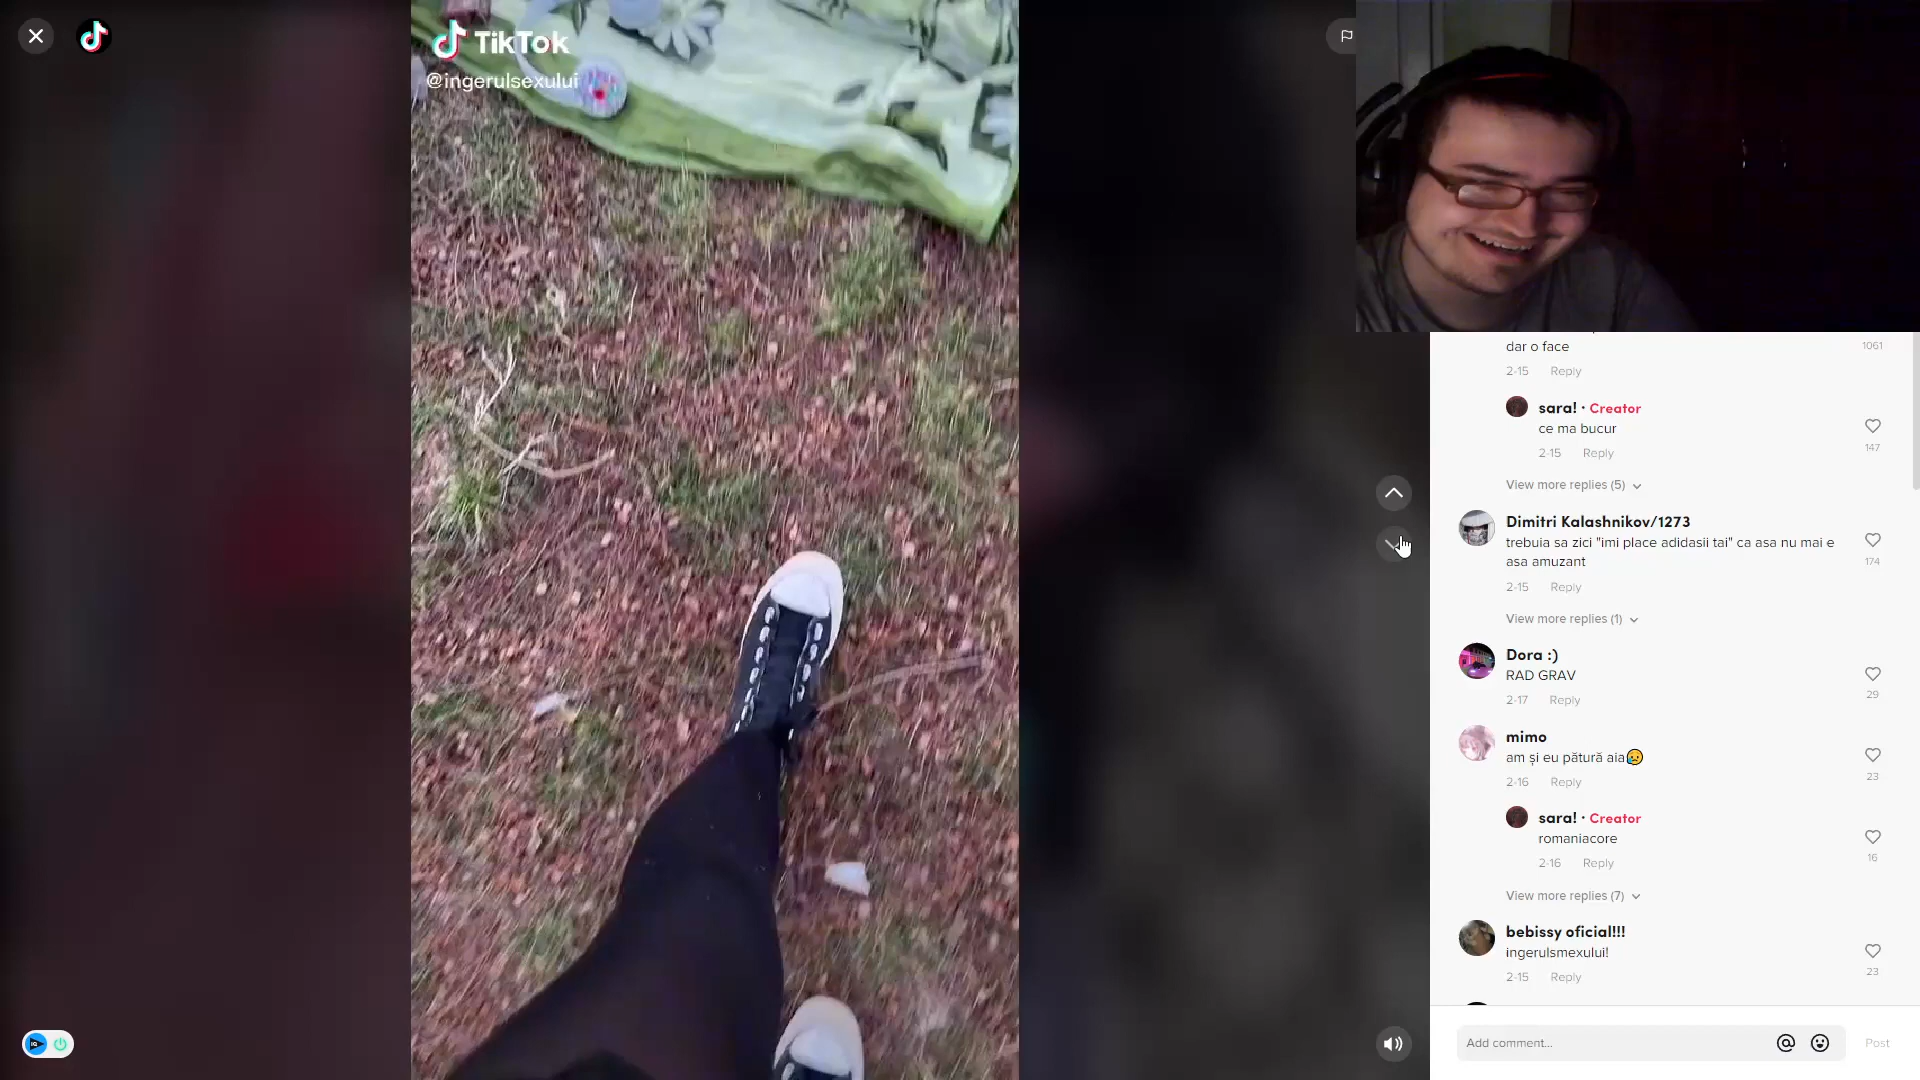 TikTok
@ingerulsexului
dar o face
1061
2-15 Reply
sara! · Creator
ce ma bucur
147
2-15 Reply
View more replies (5)
Dimitri Kalashnikov/1273
trebuia sa zici "imi place adidasii tai" ca asa nu mai e
asa amuzant
174
2-15 Reply
View more replies (1)
Dora :)
RAD GRAV
29
2-17 Reply
mimo
am și eu pătură aia😥
23
2-16 Reply
sara! · Creator
romaniacore
16
2-16 Reply
View more replies (7)
bebissy oficial!!!
ingerulsmexului!
23
2-15 Reply
Add comment...
Post